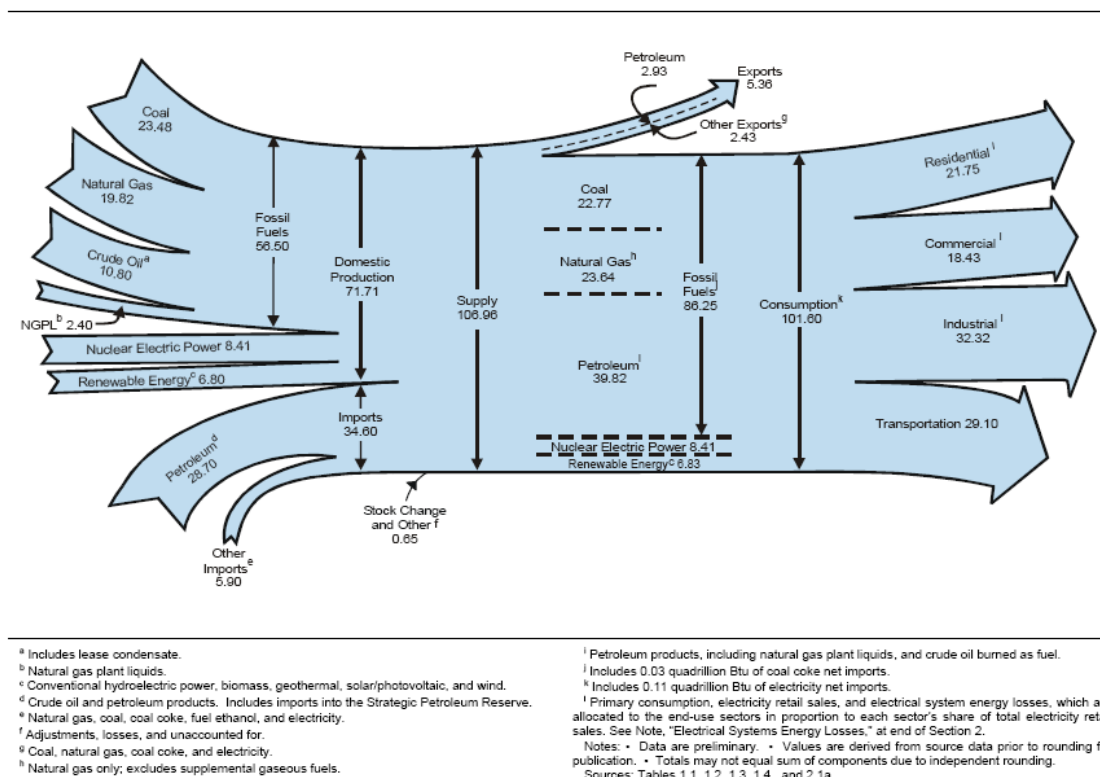 Petroleum
2.93
Exports
5.36
Other Exports g
2.43
Coal
23.48
Natural Gas
19.82
Crude Oil a
10.80
NGPL b 2.40
Nuclear Electric Power 8.41
Renewable Energy c 6.80
Petroleum d
28.70
Other
Imports e
5.90
Fossil
Fuels
56.50
Domestic
Production
71.71
Imports
34.60
Stock Change
and Other f
0.65
Supply
106.96
Coal
22.77
Natural Gas h
23.64
Petroleum i
39.82
Nuclear Electric Power 8.41
Renewable Energy c 6.83
Fossil
Fuels j
86.25
Consumption k
101.60
Residential l
21.75
Commercial l
18.43
Industrial l
32.32
Transportation 29.10
a Includes lease condensate.
b Natural gas plant liquids.
c Conventional hydroelectric power, biomass, geothermal, solar/photovoltaic, and wind.
d Crude oil and petroleum products. Includes imports into the Strategic Petroleum Reserve.
e Natural gas, coal, coal coke, fuel ethanol, and electricity.
f Adjustments, losses, and unaccounted for.
g Coal, natural gas, coal coke, and electricity.
h Natural gas only; excludes supplemental gaseous fuels.
i Petroleum products, including natural gas plant liquids, and crude oil burned as fuel.
j Includes 0.03 quadrillion Btu of coal coke net imports.
k Includes 0.11 quadrillion Btu of electricity net imports.
l Primary consumption, electricity retail sales, and electrical system energy losses, which a
allocated to the end-use sectors in proportion to each sector's share of total electricity ret
sales. See Note, "Electrical Systems Energy Losses," at end of Section 2.
Notes: • Data are preliminary. • Values are derived from source data prior to rounding f
publication. • Totals may not equal sum of components due to independent rounding.
Sources: Tables 1.1, 1.2, 1.3, 1.4, and 2.1a.